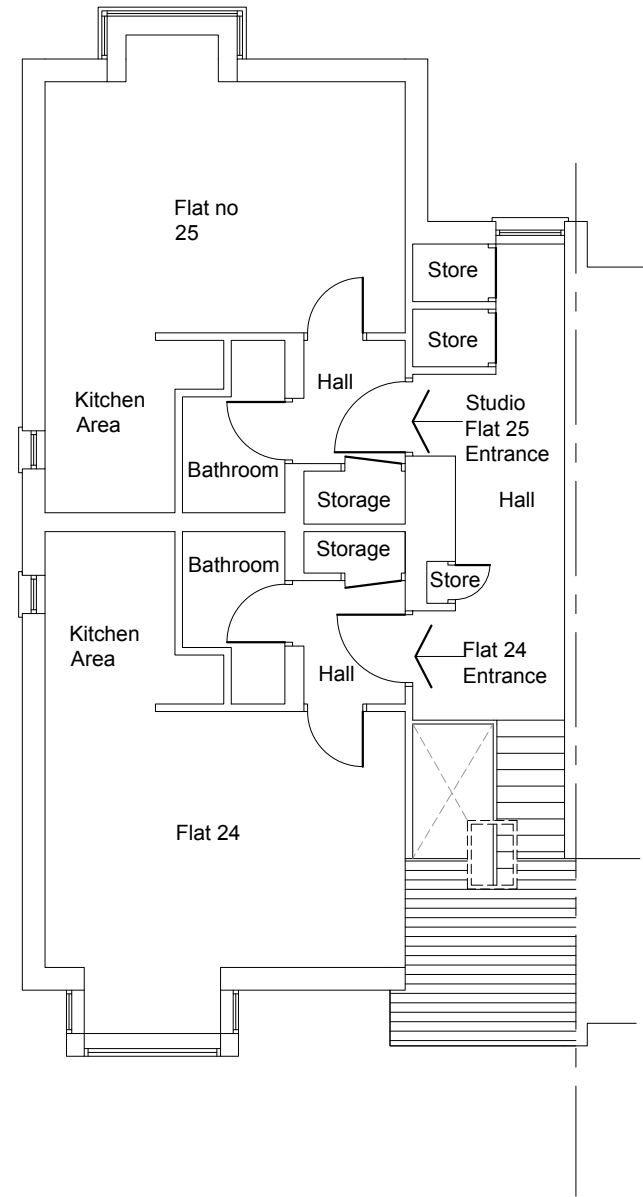 Flat no
25
Store
Store
Hall
Kitchen
Area
Studio
Flat 25
Entrance
Bathroom
Storage
Hall
Storage
Bathroom
Store
Kitchen
Area
Hall
Flat 24
Entrance
Flat 24